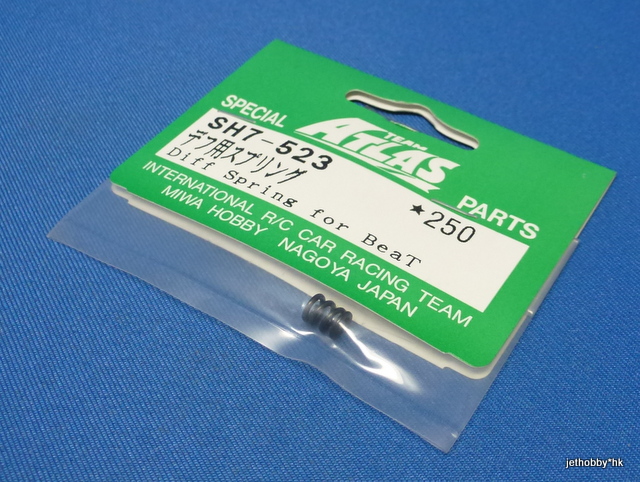 SPECIAL TEAM ATLAS PARTS
SH7-523
デフ用スプリング
★250
Diff Spring for BeaT
INTERNATIONAL R/C CAR RACING TEAM
MIWA HOBBY NAGOYA JAPAN
jethobby*hk